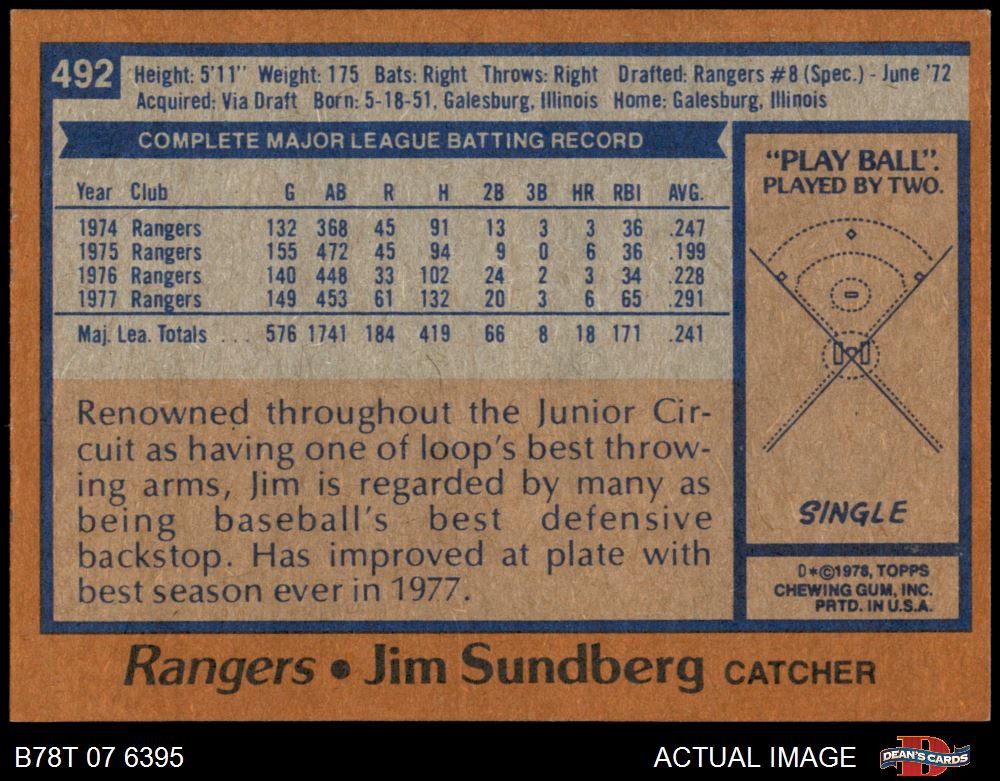 492
Height: 5'11" Weight: 175 Bats: Right Throws: Right Drafted: Rangers #8 (Spec.) - June '72
Acquired: Via Draft Born: 5-18-51, Galesburg, Illinois Home: Galesburg, Illinois
COMPLETE MAJOR LEAGUE BATTING RECORD
Year Club G AB R H 2B 3B HR RBI AVG.
1974 Rangers 132 368 45 91 13 3 3 36 .247
1975 Rangers 155 472 45 94 9 0 6 36 .199
1976 Rangers 140 448 33 102 24 2 3 34 .228
1977 Rangers 149 453 61 132 20 3 6 65 .291
Maj. Lea. Totals ... 576 1741 184 419 66 8 18 171 .241
Renowned throughout the Junior Cir-
cuit as having one of loop's best throw-
ing arms, Jim is regarded by many as
being baseball's best defensive
backstop. Has improved at plate with
best season ever in 1977.
"PLAY BALL".
PLAYED BY TWO.
SINGLE
D*©1978, TOPPS
CHEWING GUM, INC.
PRTD. IN U.S.A.
Rangers • Jim Sundberg CATCHER
B78T 07 6395
ACTUAL IMAGE
DEAN'S CARDS